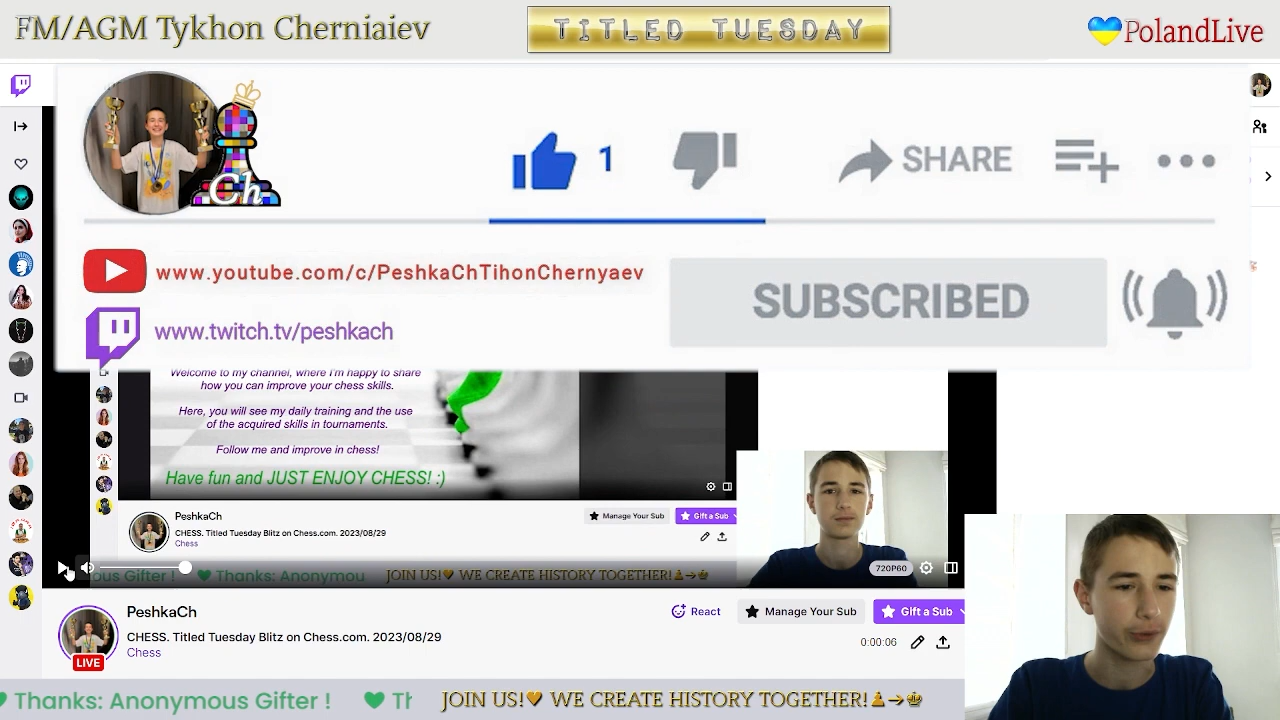 FM/AGM Tykhon Cherniaiev
TITLED TUESDAY
PolandLive
Ch
1
SHARE
www.youtube.com/c/PeshkaChTihonChernyaev
SUBSCRIBED
www.twitch.tv/peshkach
Welcome to my channel, where I'm happy to share
how you can improve your chess skills.
Here, you will see my daily training and the use
of the acquired skills in tournaments.
Follow me and improve in chess!
Have fun and JUST ENJOY CHESS! :)
PeshkaCh
Manage Your Sub
Gift a Sub
CHESS. Titled Tuesday Blitz on Chess.com. 2023/08/29
Chess
ous Gifter !
Thanks: Anonymou
JOIN US! WE CREATE HISTORY TOGETHER!
720P60
PeshkaCh
React
Manage Your Sub
Gift a Sub
CHESS. Titled Tuesday Blitz on Chess.com. 2023/08/29
0:00:06
Chess
LIVE
Thanks: Anonymous Gifter !
Th
JOIN US! WE CREATE HISTORY TOGETHER!